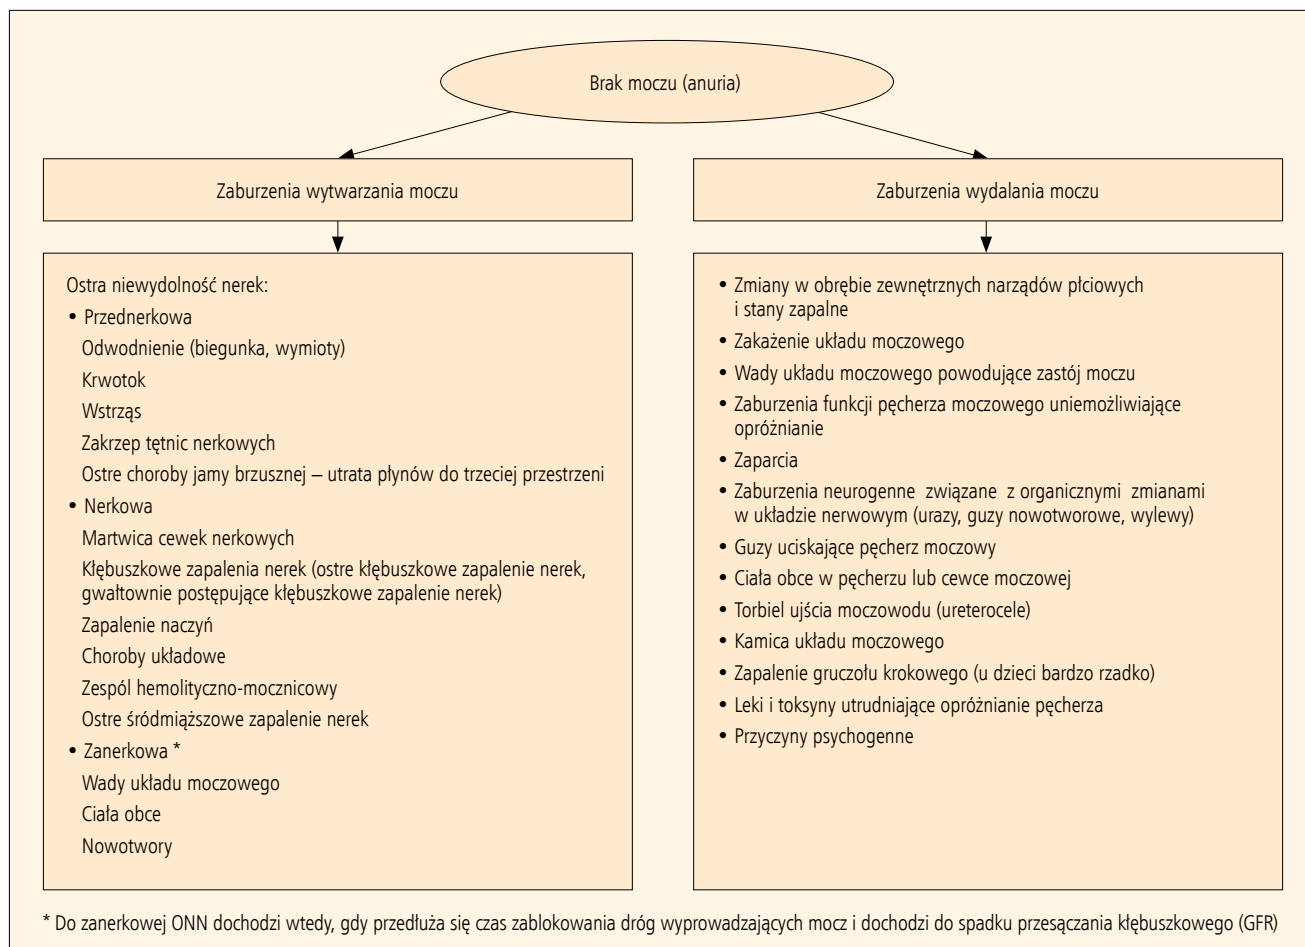 Brak moczu (anuria)
Zaburzenia wytwarzania moczu
Ostra niewydolność nerek:
• Przednerkowa
Odwodnienie (biegunka, wymioty)
Krwotok
Wstrząs
Zakrzep tętnic nerkowych
Ostre choroby jamy brzusznej – utrata płynów do trzeciej przestrzeni
• Nerkowa
Martwica cewek nerkowych
Kłębuszkowe zapalenia nerek (ostre kłębuszkowe zapalenie nerek,
gwałtownie postępujące kłębuszkowe zapalenie nerek)
Zapalenie naczyń
Choroby układowe
Zespól hemolityczno-mocznicowy
Ostre śródmiąższowe zapalenie nerek
• Zanerkowa *
Wady układu moczowego
Ciała obce
Nowotwory
Zaburzenia wydalania moczu
• Zmiany w obrębie zewnętrznych narządów płciowych
i stany zapalne
• Zakażenie układu moczowego
• Wady układu moczowego powodujące zastój moczu
• Zaburzenia funkcji pęcherza moczowego uniemożliwiające
opróżnianie
• Zaparcia
• Zaburzenia neurogenne związane z organicznymi zmianami
w układzie nerwowym (urazy, guzy nowotworowe, wylewy)
• Guzy uciskające pęcherz moczowy
• Ciała obce w pęcherzu lub cewce moczowej
• Torbiel ujścia moczowodu (ureterocele)
• Kamica układu moczowego
• Zapalenie gruczołu krokowego (u dzieci bardzo rzadko)
• Leki i toksyny utrudniające opróżnianie pęcherza
• Przyczyny psychogenne
* Do zanerkowej ONN dochodzi wtedy, gdy przedłuża się czas zablokowania dróg wyprowadzających mocz i dochodzi do spadku przesączania kłębuszkowego (GFR)